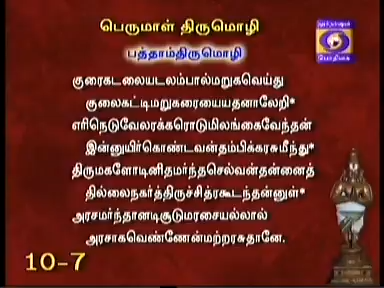 பெருமாள் திருமொழி
பத்தாம்திருமொழி
குரைகடலையடலம்பால்மறுகவெய்து
குலைகட்டிமறுகரையையதனாலேறி*
எரிநெடுவேலரக்கரொடுமிலங்கைவேந்தன்
இன்னுயிர்கொண்டவன்தம்பிக்கரசுமீந்து*
திருமகளோடினிதமர்ந்தசெல்வன்தன்னைத்
தில்லைநகர்த்திருச்சித்ரகூடந்தன்னுள்*
அரசமர்ந்தானடிசூடுமரசையல்லால்
அரசாகவெண்ணேன்மற்றரசுதானே.
10-7
பொதிகை